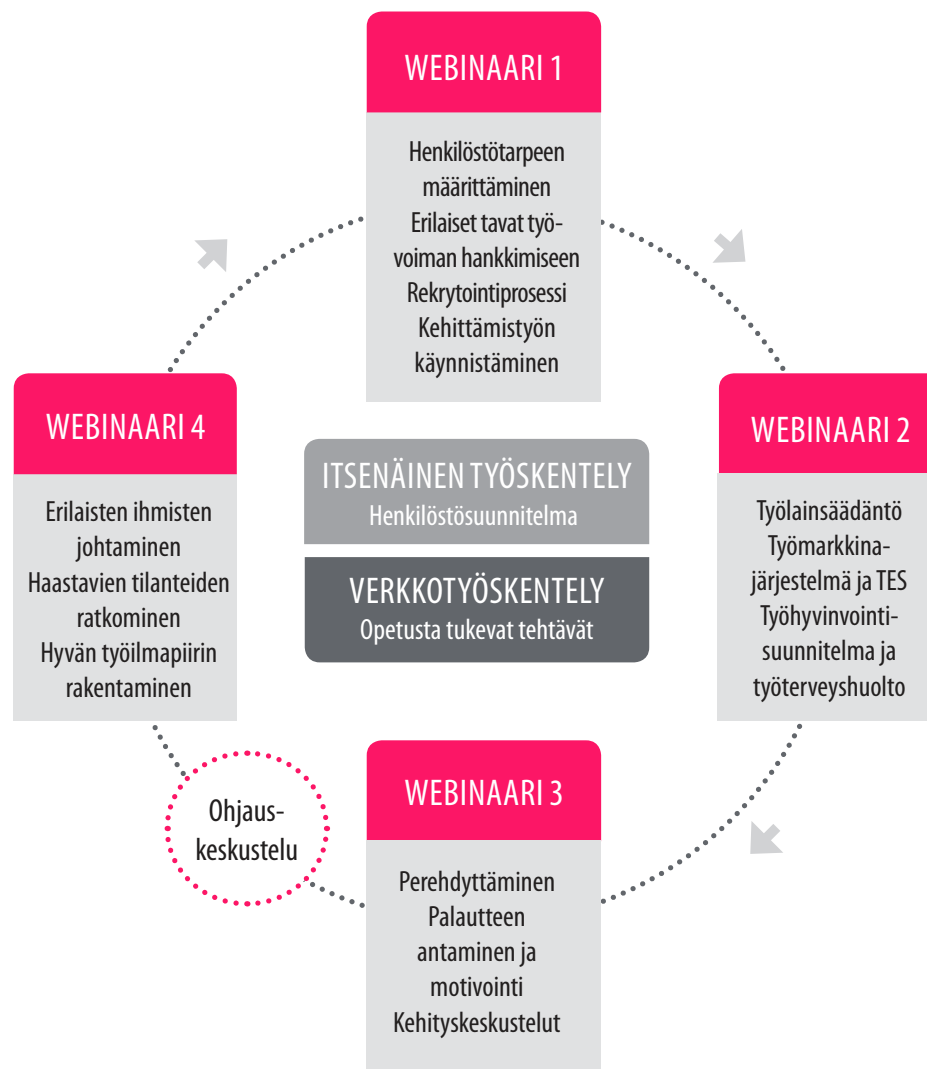 WEBINAARI 1
Henkilöstötarpeen
määrittäminen
Erilaiset tavat työ-
voiman hankkimiseen
Rekrytointiprosessi
Kehittämistyön
käynnistäminen
WEBINAARI 2
Työlainsäädäntö
Työmarkkina-
järjestelmä ja TES
Työhyvinvointi-
suunnitelma ja
työterveyshuolto
WEBINAARI 3
Perehdyttäminen
Palautteen
antaminen ja
motivointi
Kehityskeskustelut
Ohjaus-
keskustelu
WEBINAARI 4
Erilaisten ihmisten
johtaminen
Haastavien tilanteiden
ratkominen
Hyvän työilmapiirin
rakentaminen
ITSENÄINEN TYÖSKENTELY
Henkilöstösuunnitelma
VERKKOTYÖSKENTELY
Opetusta tukevat tehtävät